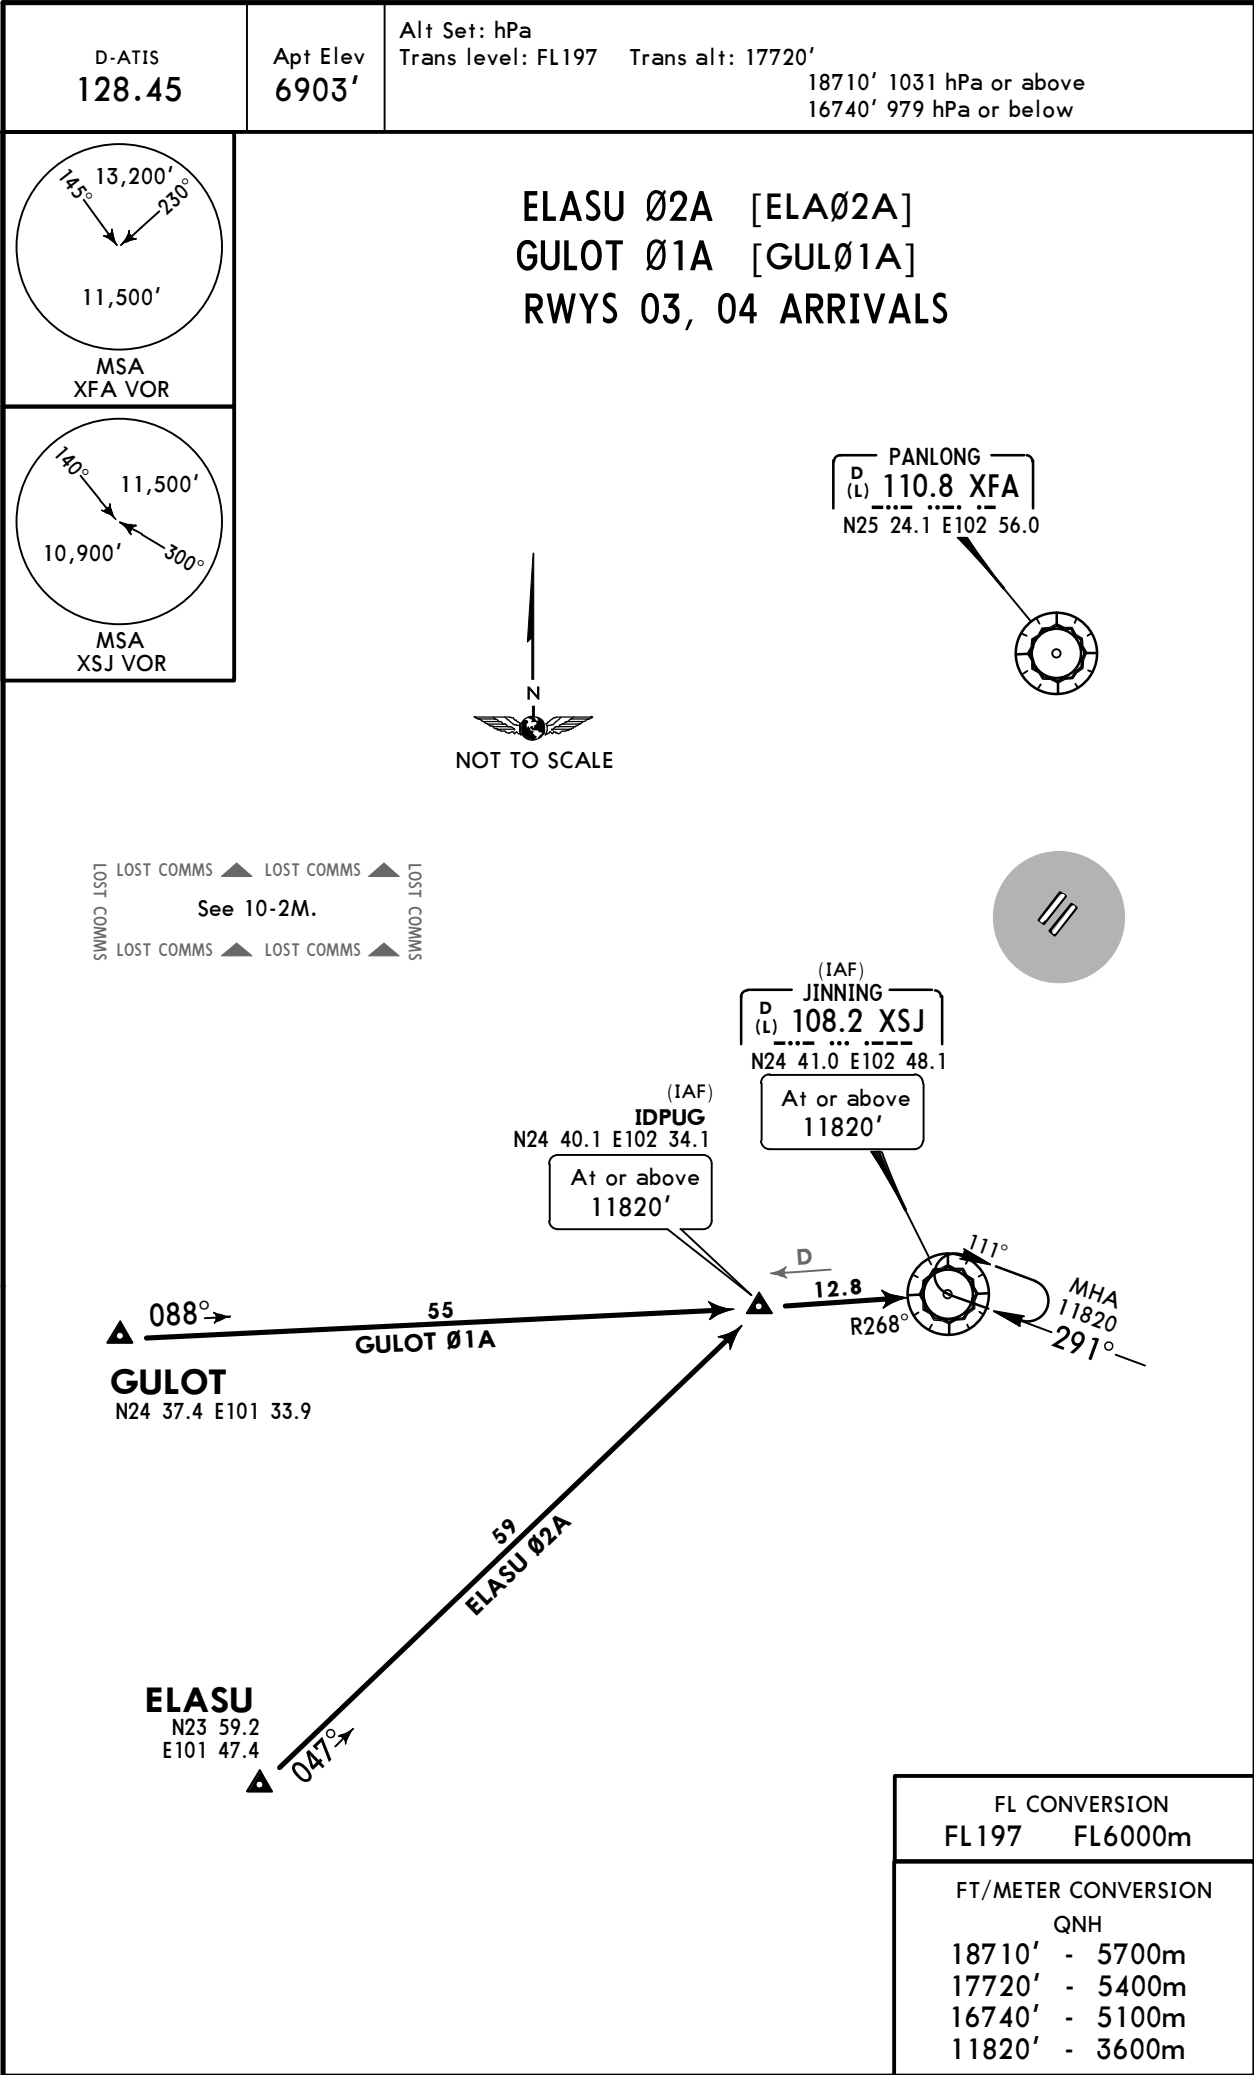 D-ATIS
128.45
Apt Elev
6903'
Alt Set: hPa
Trans level: FL197 Trans alt: 17720'
18710' 1031 hPa or above
16740' 979 hPa or below
145° 13,200' 230°
11,500'
MSA
XFA VOR
140° 11,500'
10,900' 300°
MSA
XSJ VOR
ELASU Ø2A [ELAØ2A]
GULOT Ø1A [GULØ1A]
RWYS 03, 04 ARRIVALS
PANLONG
D
(L) 110.8 XFA
N25 24.1 E102 56.0
N
NOT TO SCALE
LOST COMMS LOST COMMS
LOST COMMS
See 10-2M.
LOST COMMS
LOST COMMS LOST COMMS
(IAF)
JINNING
D
(L) 108.2 XSJ
N24 41.0 E102 48.1
At or above
11820'
(IAF)
IDPUG
N24 40.1 E102 34.1
At or above
11820'
D
12.8
R268°
111°
MHA
11820
291°
088°
55
GULOT Ø1A
GULOT
N24 37.4 E101 33.9
59
ELASU Ø2A
ELASU
N23 59.2
E101 47.4
047°
FL CONVERSION
FL197 FL6000m
FT/METER CONVERSION
QNH
18710' - 5700m
17720' - 5400m
16740' - 5100m
11820' - 3600m